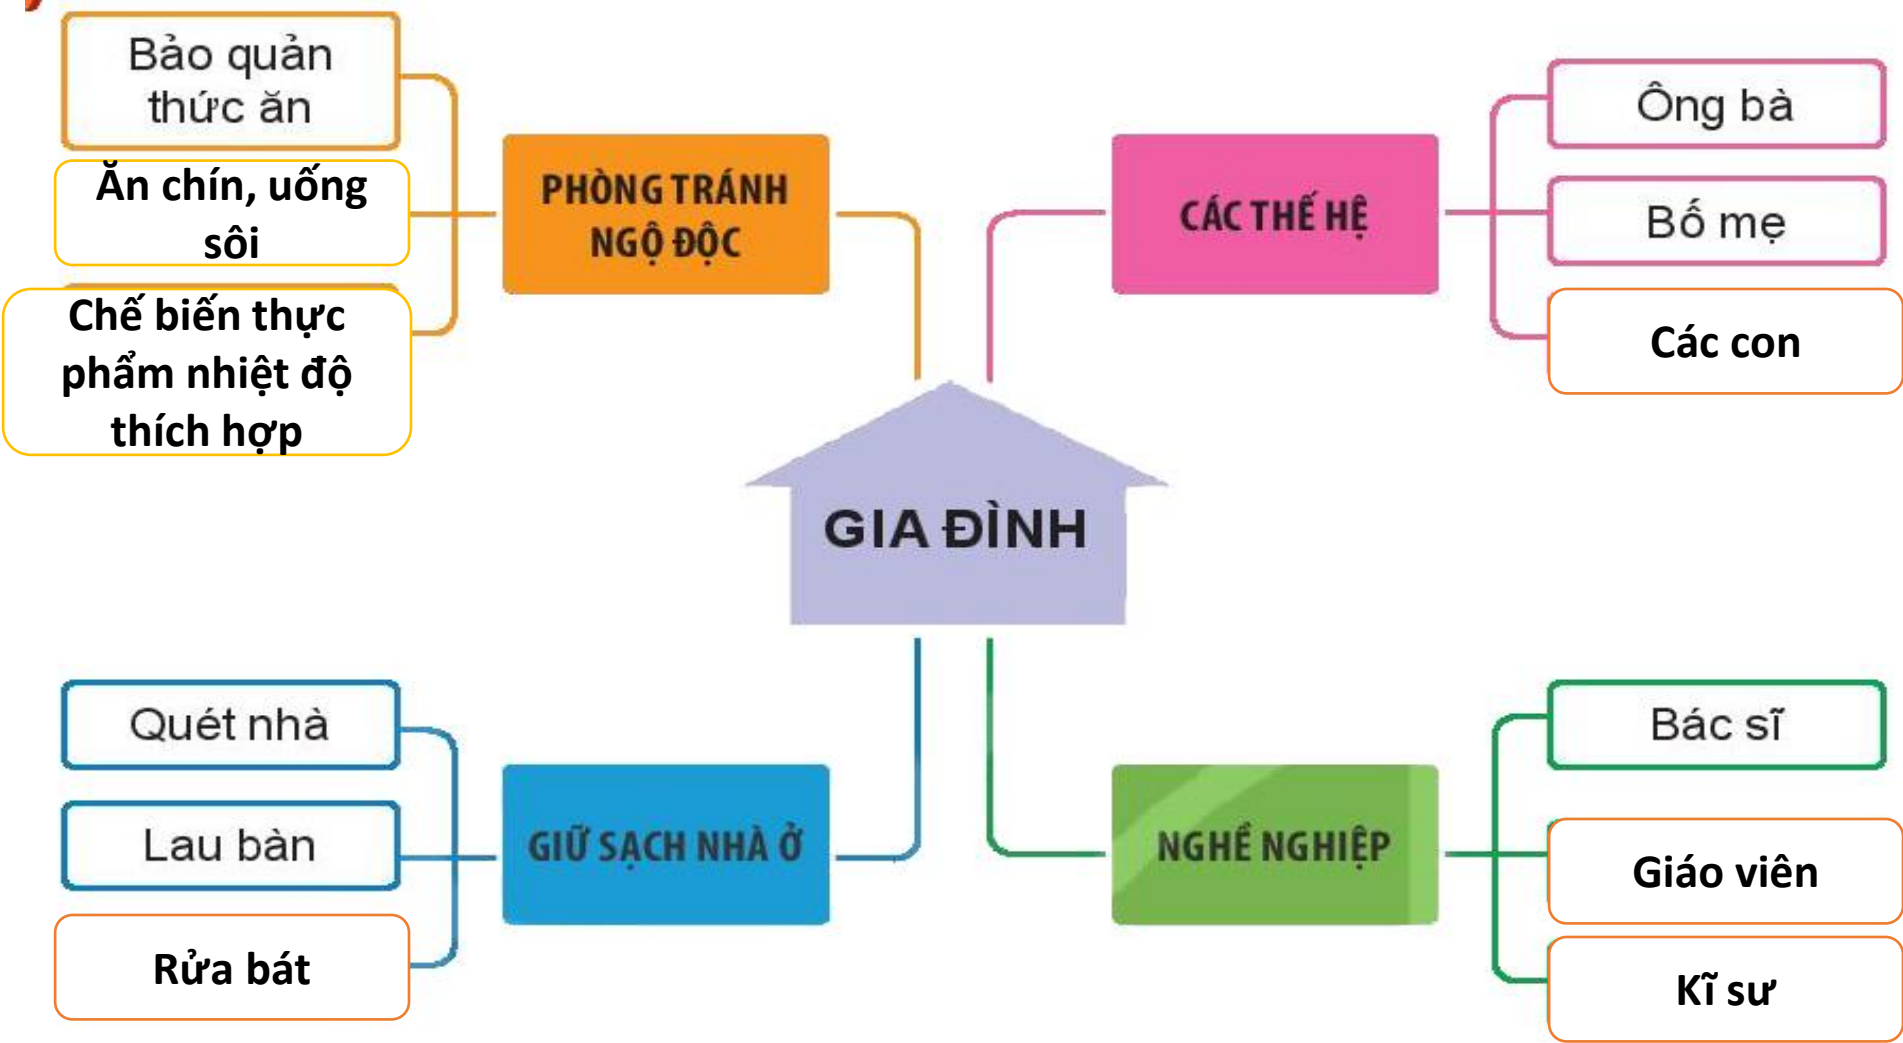 Bảo quản
thức ăn
Ăn chín, uống
sôi
Chế biến thực
phẩm nhiệt độ
thích hợp
PHÒNG TRÁNH
NGỘ ĐỘC
CÁC THẾ HỆ
Ông bà
Bố mẹ
Các con
GIA ĐÌNH
Quét nhà
Lau bàn
Rửa bát
GIỮ SẠCH NHÀ Ở
NGHỀ NGHIỆP
Bác sĩ
Giáo viên
Kĩ sư